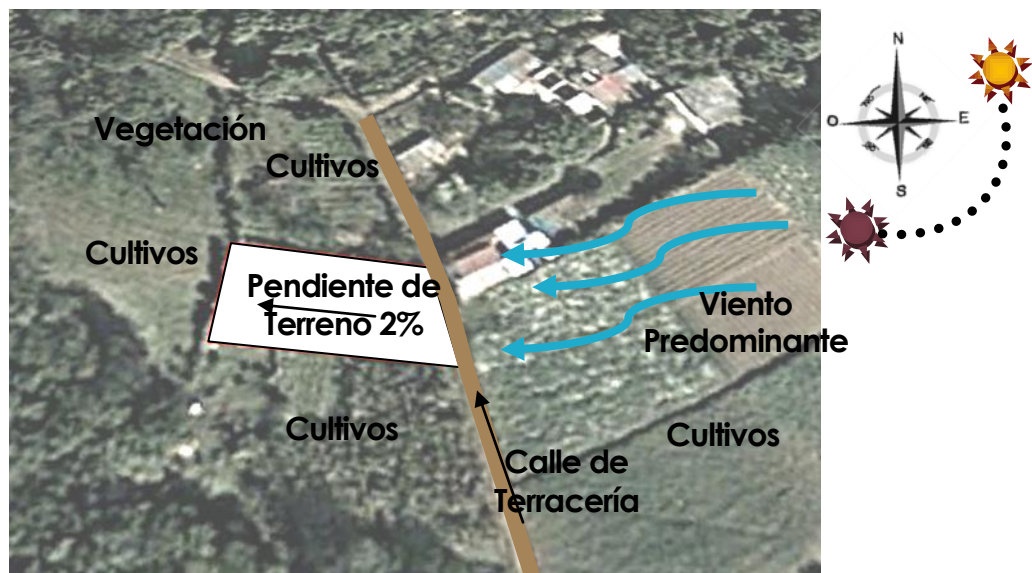 N
O
E
S
Vegetación
Cultivos
Cultivos
Pendiente de
Terreno 2%
Viento
Predominante
Cultivos
Cultivos
Calle de
Terracería